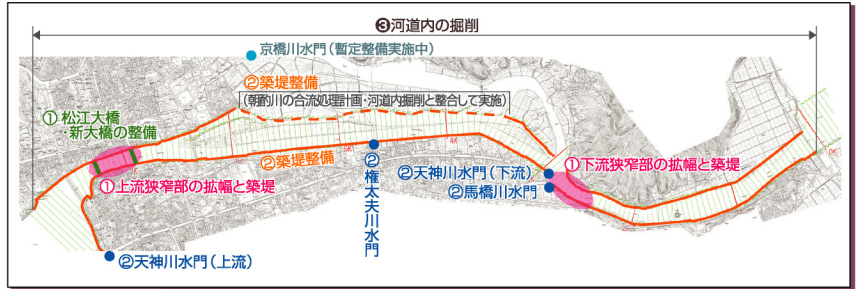 ❸河道内の掘削
京橋川水門（暫定整備実施中）
②築堤整備
（朝酌川の合流処理計画・河道内掘削と整合して実施）
①松江大橋
・新大橋の整備
①上流狭窄部の拡幅と築堤
②築堤整備
②権太夫川水門
②天神川水門（下流）
②馬橋川水門
①下流狭窄部の拡幅と築堤
②天神川水門（上流）